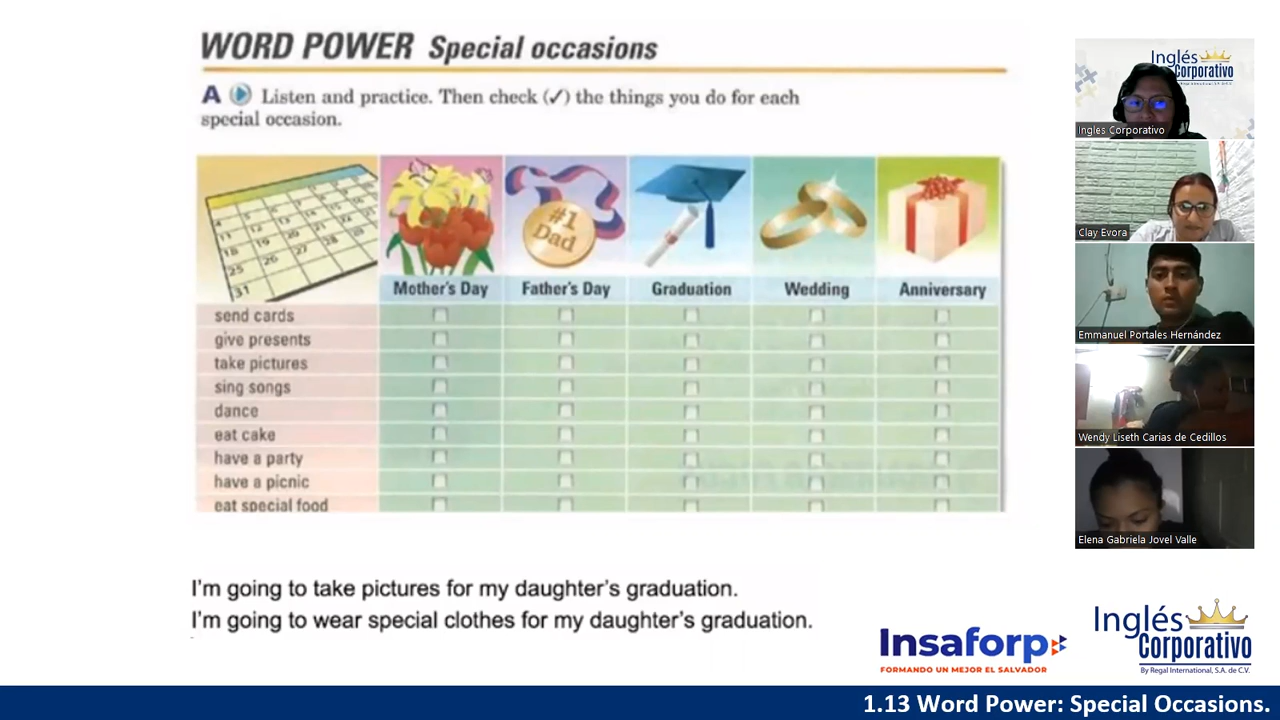 WORD POWER Special occasions
A Listen and practice. Then check (✓) the things you do for each
special occasion.
#1
Dad
Mother's Day Father's Day Graduation Wedding Anniversary
send cards
give presents
take pictures
sing songs
dance
eat cake
have a party
have a picnic
eat special food
I'm going to take pictures for my daughter's graduation.
I'm going to wear special clothes for my daughter's graduation.
Inglés
Corporativo
Ingles Corporativo
Clay Evora
Emmanuel Portales Hernández
Wendy Liseth Carias de Cedillos
Elena Gabriela Jovel Valle
Insaforp
FORMANDO UN MEJOR EL SALVADOR
Inglés
Corporativo
By Regal International, S.A. de C.V.
1.13 Word Power: Special Occasions.